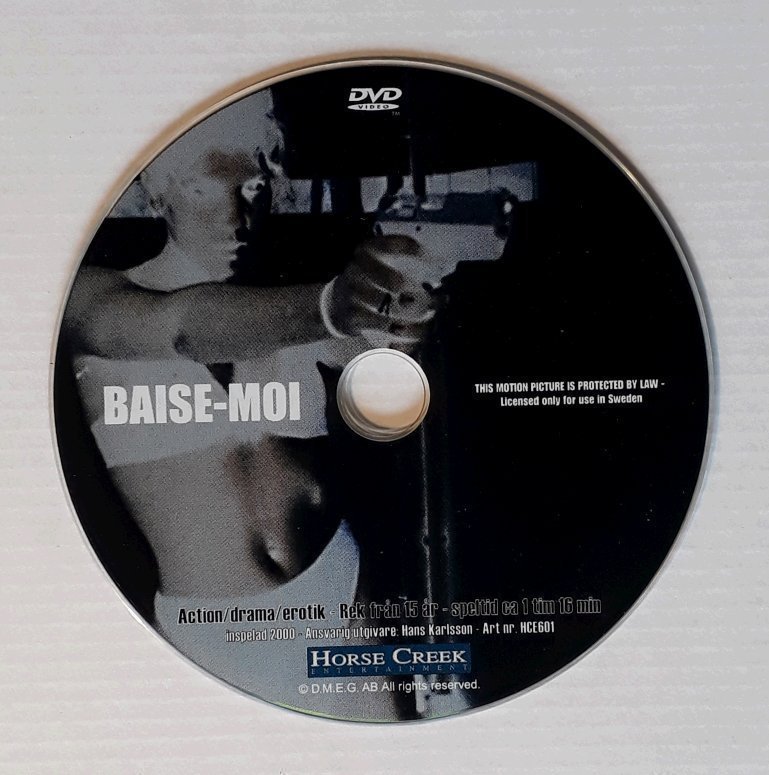 DVD
VIDEO
TM
BAISE-MOI
THIS MOTION PICTURE IS PROTECTED BY LAW -
Licensed only for use in Sweden
Action/drama/erotik - Rek från 15 år - speltid ca 1 tim 16 min
inspelad 2000 - Ansvarig utgivare: Hans Karlsson - Art nr. HCE601
HORSE CREEK
ENTERTAINMENT
© D.M.E.G. AB All rights reserved.